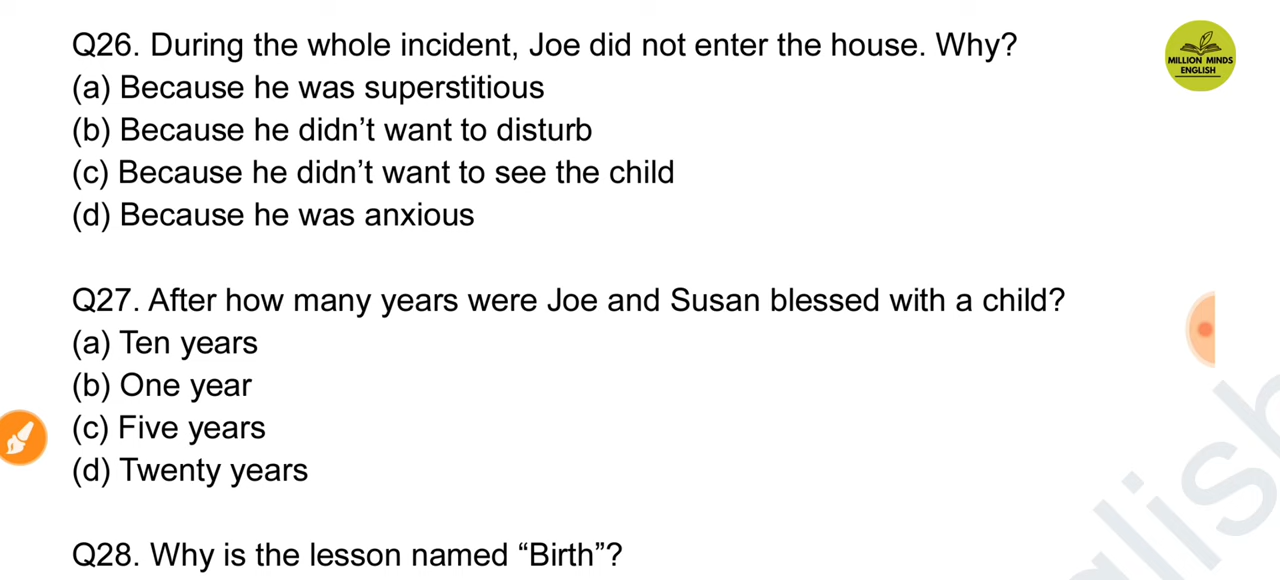 Q26. During the whole incident, Joe did not enter the house. Why?
(a) Because he was superstitious
(b) Because he didn't want to disturb
(c) Because he didn't want to see the child
(d) Because he was anxious
Q27. After how many years were Joe and Susan blessed with a child?
(a) Ten years
(b) One year
(c) Five years
(d) Twenty years
Q28. Why is the lesson named “Birth”?
MILLION MINDS
ENGLISH